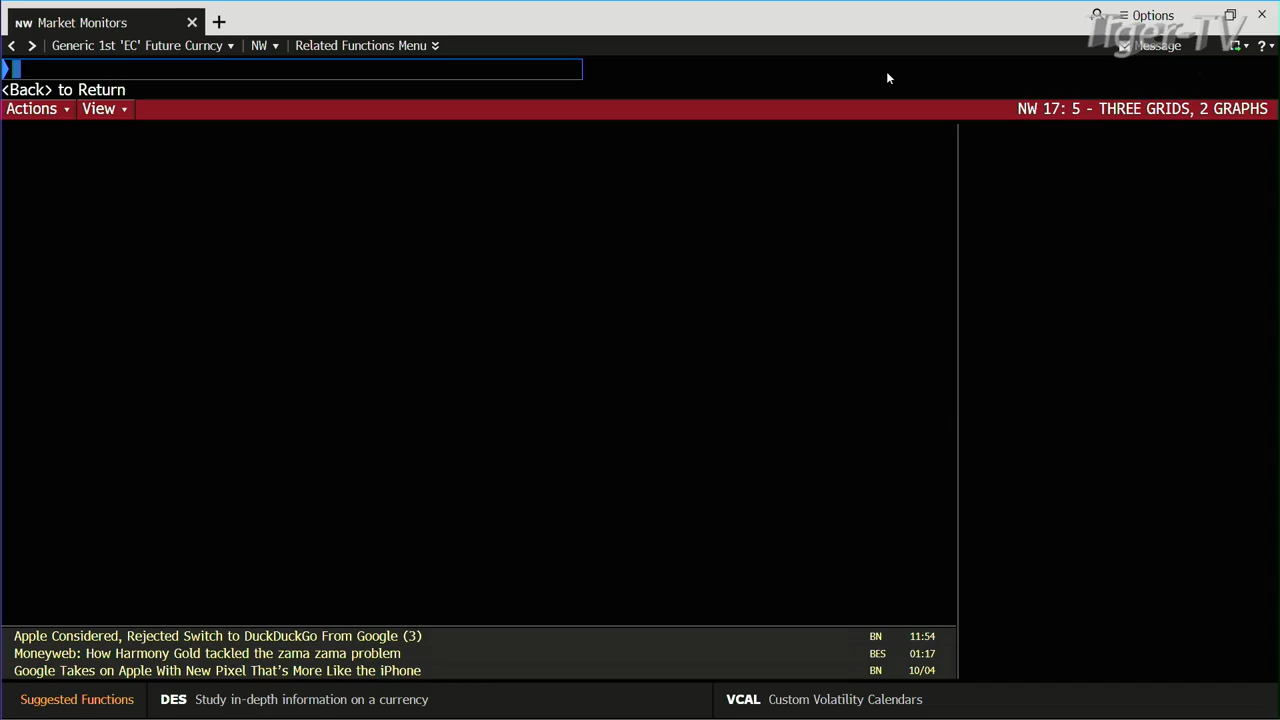 NW Market Monitors
Options
Tiger-TV
Generic 1st 'EC' Future Curncy NW Related Functions Menu Message ?
<Back> to Return
Actions View NW 17: 5 - THREE GRIDS, 2 GRAPHS
Apple Considered, Rejected Switch to DuckDuckGo From Google (3) BN 11:54
Moneyweb: How Harmony Gold tackled the zama zama problem BES 01:17
Google Takes on Apple With New Pixel That's More Like the iPhone BN 10/04
Suggested Functions DES Study in-depth information on a currency VCAL Custom Volatility Calendars